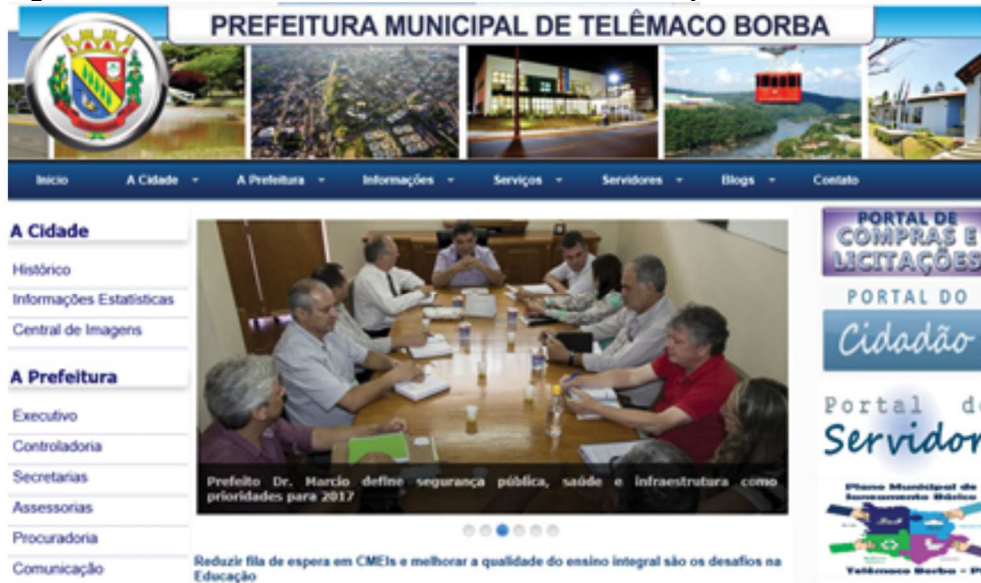 PREFEITURA MUNICIPAL DE TELÊMACO BORBA
Início
A Cidade
A Prefeitura
Informações
Serviços
Servidores
Blogs
Contato
A Cidade
Histórico
Informações Estatísticas
Central de Imagens
A Prefeitura
Executivo
Controladoria
Secretarias
Assessorias
Procuradoria
Comunicação
Prefeito Dr. Marcio define segurança pública, saúde e infraestrutura como
prioridades para 2017
Reduzir fila de espera em CMEIs e melhorar a qualidade do ensino integral são os desafios na
Educação
PORTAL DE
COMPRAS E
LICITAÇÕES
PORTAL DO
Cidadão
Portal do
Servidor
Plano Municipal de
Saneamento Básico
Telêmaco Borba - P